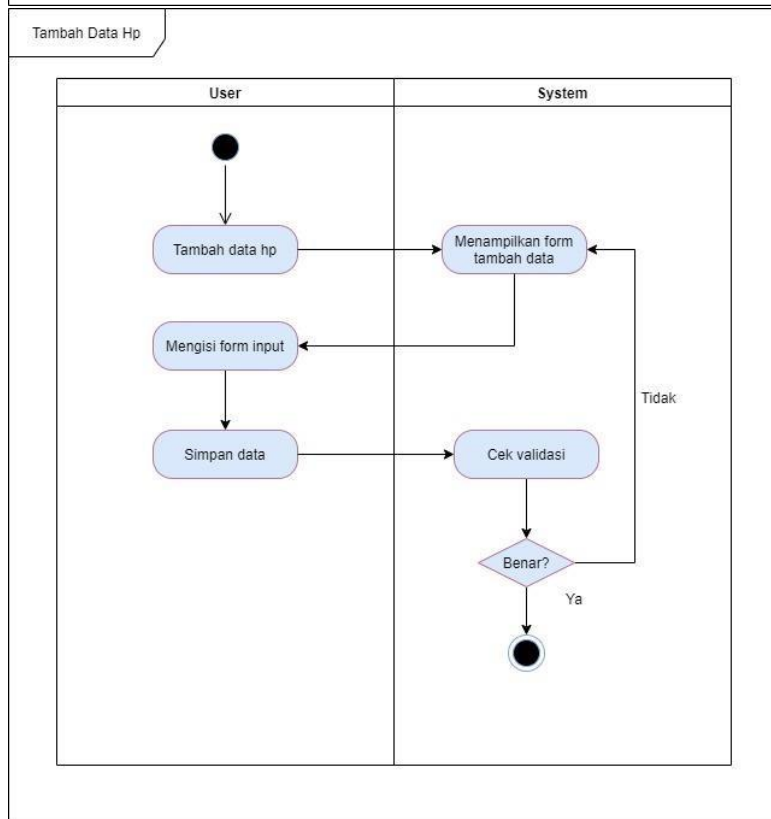 Tambah Data Hp
User
System
Tambah data hp
Menampilkan form
tambah data
Mengisi form input
Tidak
Simpan data
Cek validasi
Benar?
Ya